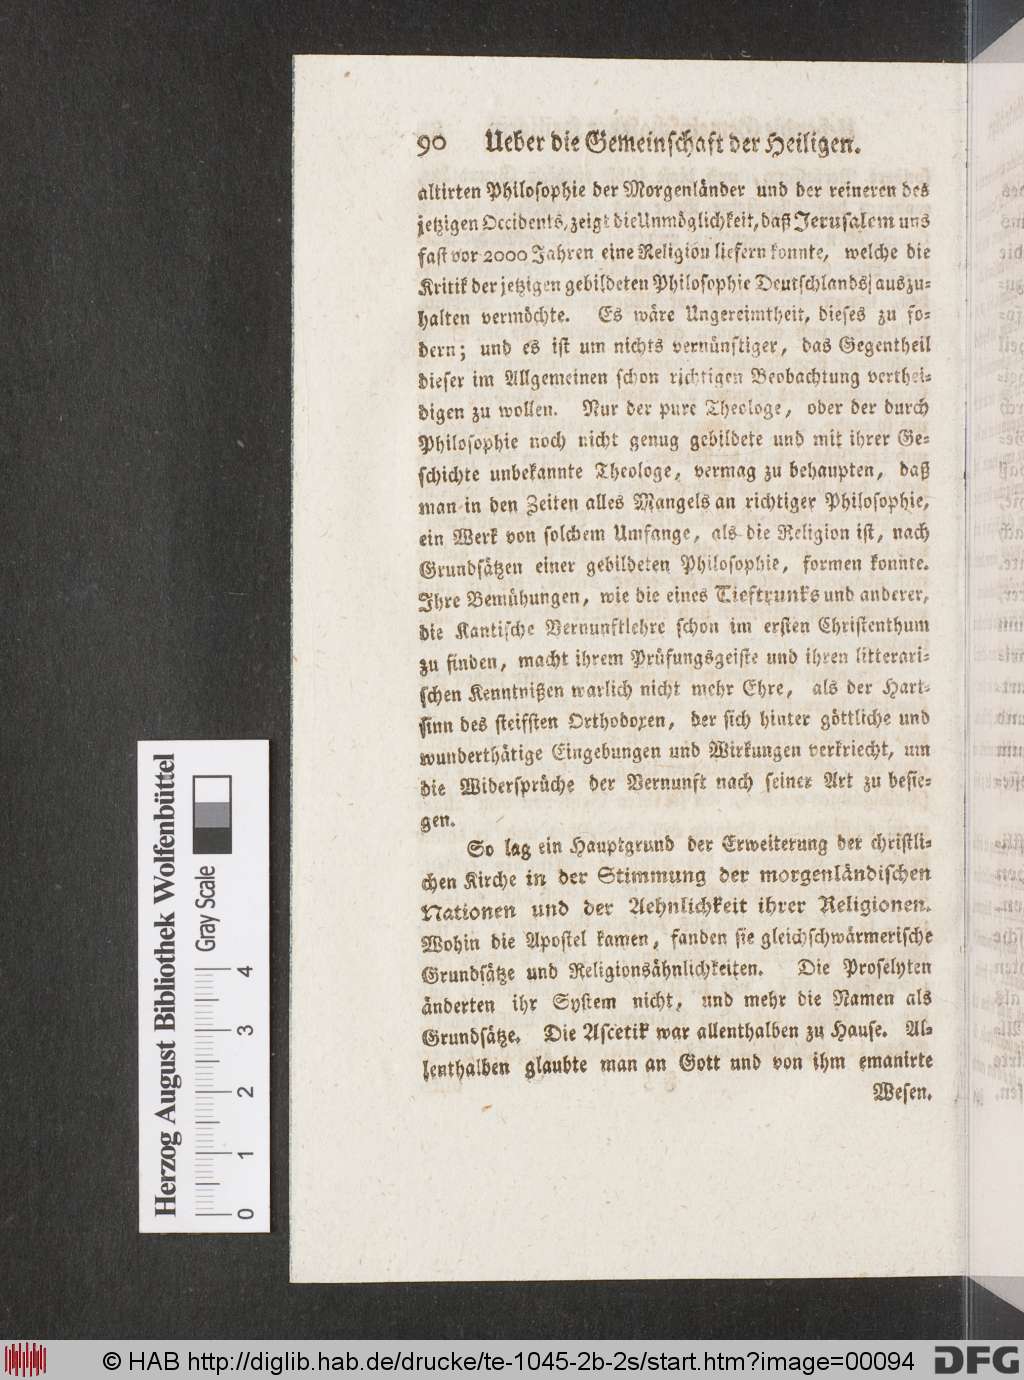 90 Ueber die Gemeinschaft der Heiligen.
altirten Philosophie der Morgenländer und der reineren des
jetzigen Occidents, zeigt die Unmöglichkeit, daß Jerusalem uns
fast vor 2000 Jahren eine Religion liefern konnte, welche die
Kritik der jetzigen gebildeten Philosophie Deutschlands auszu-
halten vermöchte. Es wäre Ungereimtheit, dieses zu fo-
dern; und es ist um nichts vernünftiger, das Gegentheil
dieser im Allgemeinen schon richtigen Beobachtung verthei-
digen zu wollen. Nur der pure Theologe, oder der durch
Philosophie noch nicht genug gebildete und mit ihrer Ge-
schichte unbekannte Theologe, vermag zu behaupten, daß
man in den Zeiten alles Mangels an richtiger Philosophie,
ein Werk von solchem Umfange, als die Religion ist, nach
Grundsätzen einer gebildeten Philosophie, formen konnte.
Ihre Bemühungen, wie die eines Tieftrunks und anderer,
die Kantische Vernunftlehre schon im ersten Christenthum
zu finden, macht ihrem Prüfungsgeiste und ihren litterari-
schen Kenntnißen warlich nicht mehr Ehre, als der Hart-
sinn des steifsten Orthodoxen, der sich hinter göttliche und
wunderthätige Eingebungen und Wirkungen verkriecht, um
die Widersprüche der Vernunft nach seiner Art zu besie-
gen.
So lag ein Hauptgrund der Erweiterung der christli-
chen Kirche in der Stimmung der morgenländischen
Nationen und der Aehnlichkeit ihrer Religionen.
Wohin die Apostel kamen, fanden sie gleichschwärmerische
Grundsätze und Religionsähnlichkeiten. Die Proselyten
änderten ihr System nicht, und mehr die Namen als
Grundsätze. Die Ascetik war allenthalben zu Hause. Al-
lenthalben glaubte man an Gott und von ihm emanirte
Wesen.
Herzog August Bibliothek Wolfenbüttel
Gray Scale
0 1 2 3 4
© HAB http://diglib.hab.de/drucke/te-1045-2b-2s/start.htm?image=00094
DFG